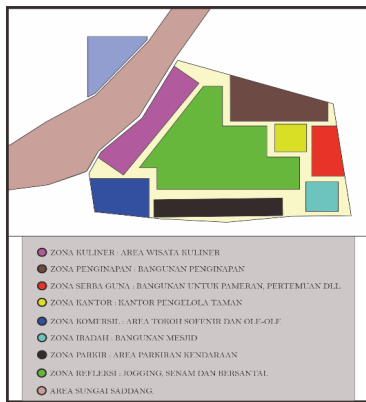 ZONA KULINER : AREA WISATA KULINER
ZONA PENGINAPAN : BANGUNAN PENGINAPAN
ZONA SERBA GUNA : BANGUNAN UNTUK PAMERAN, PERTEMUAN DLL
ZONA KANTOR : KANTOR PENGELOLA TAMAN
ZONA KOMERSIL : AREA TOKOH SOFENIR DAN OLE-OLE
ZONA IBADAH : BANGUNAN MESJID
ZONA PARKIR : AREA PARKIRAN KENDARAAN
ZONA REFLEKSI : JOGGING, SENAM DAN BERSANTAI
AREA SUNGAI SADDANG.